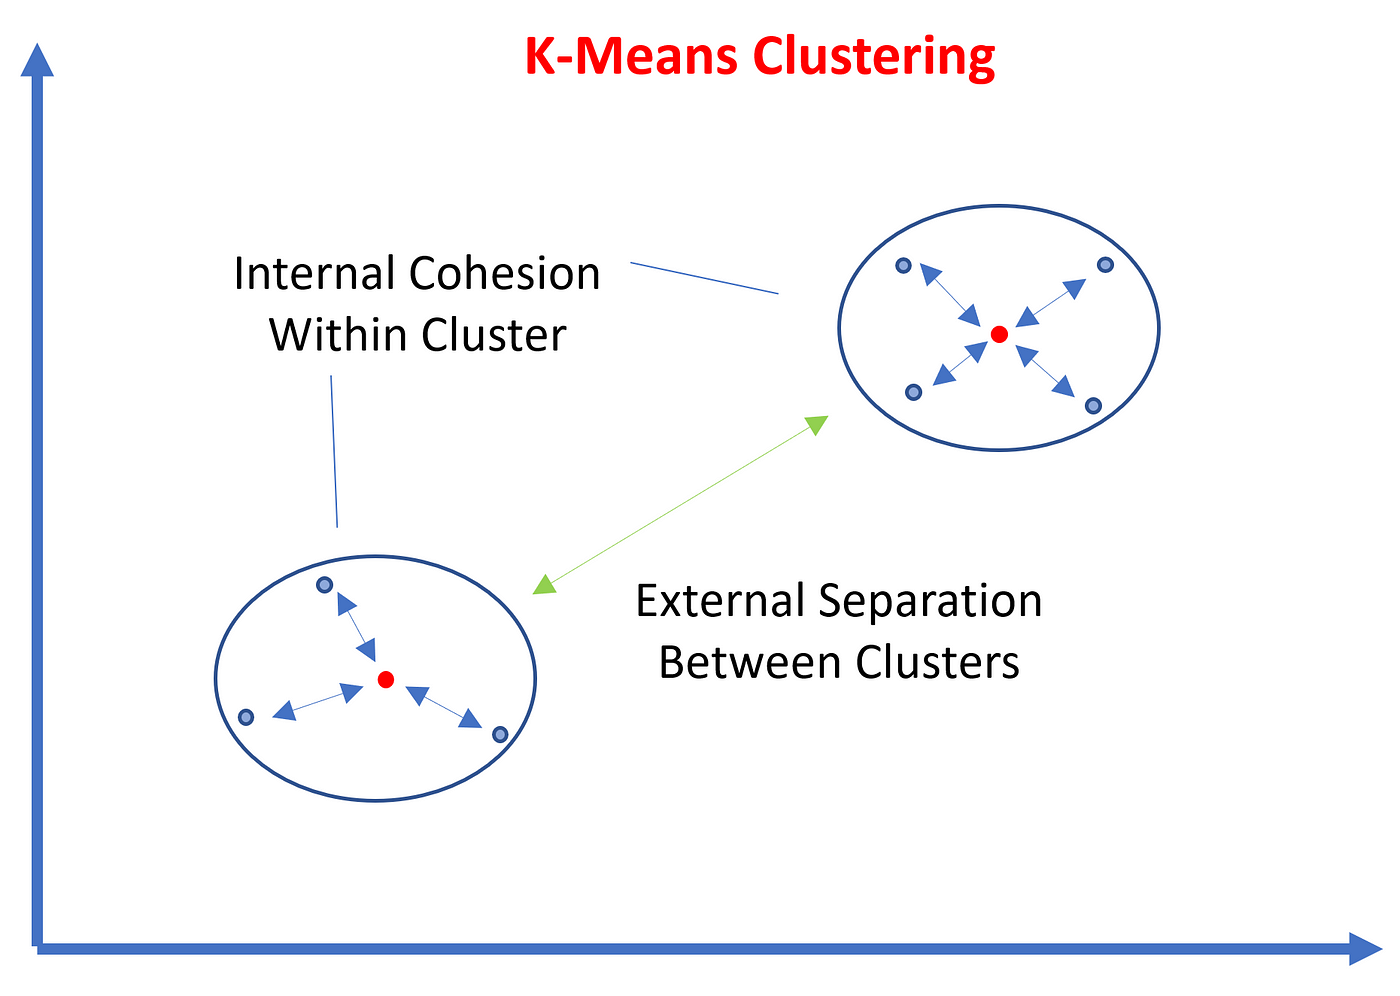 K-Means Clustering
Internal Cohesion
Within Cluster
External Separation
Between Clusters